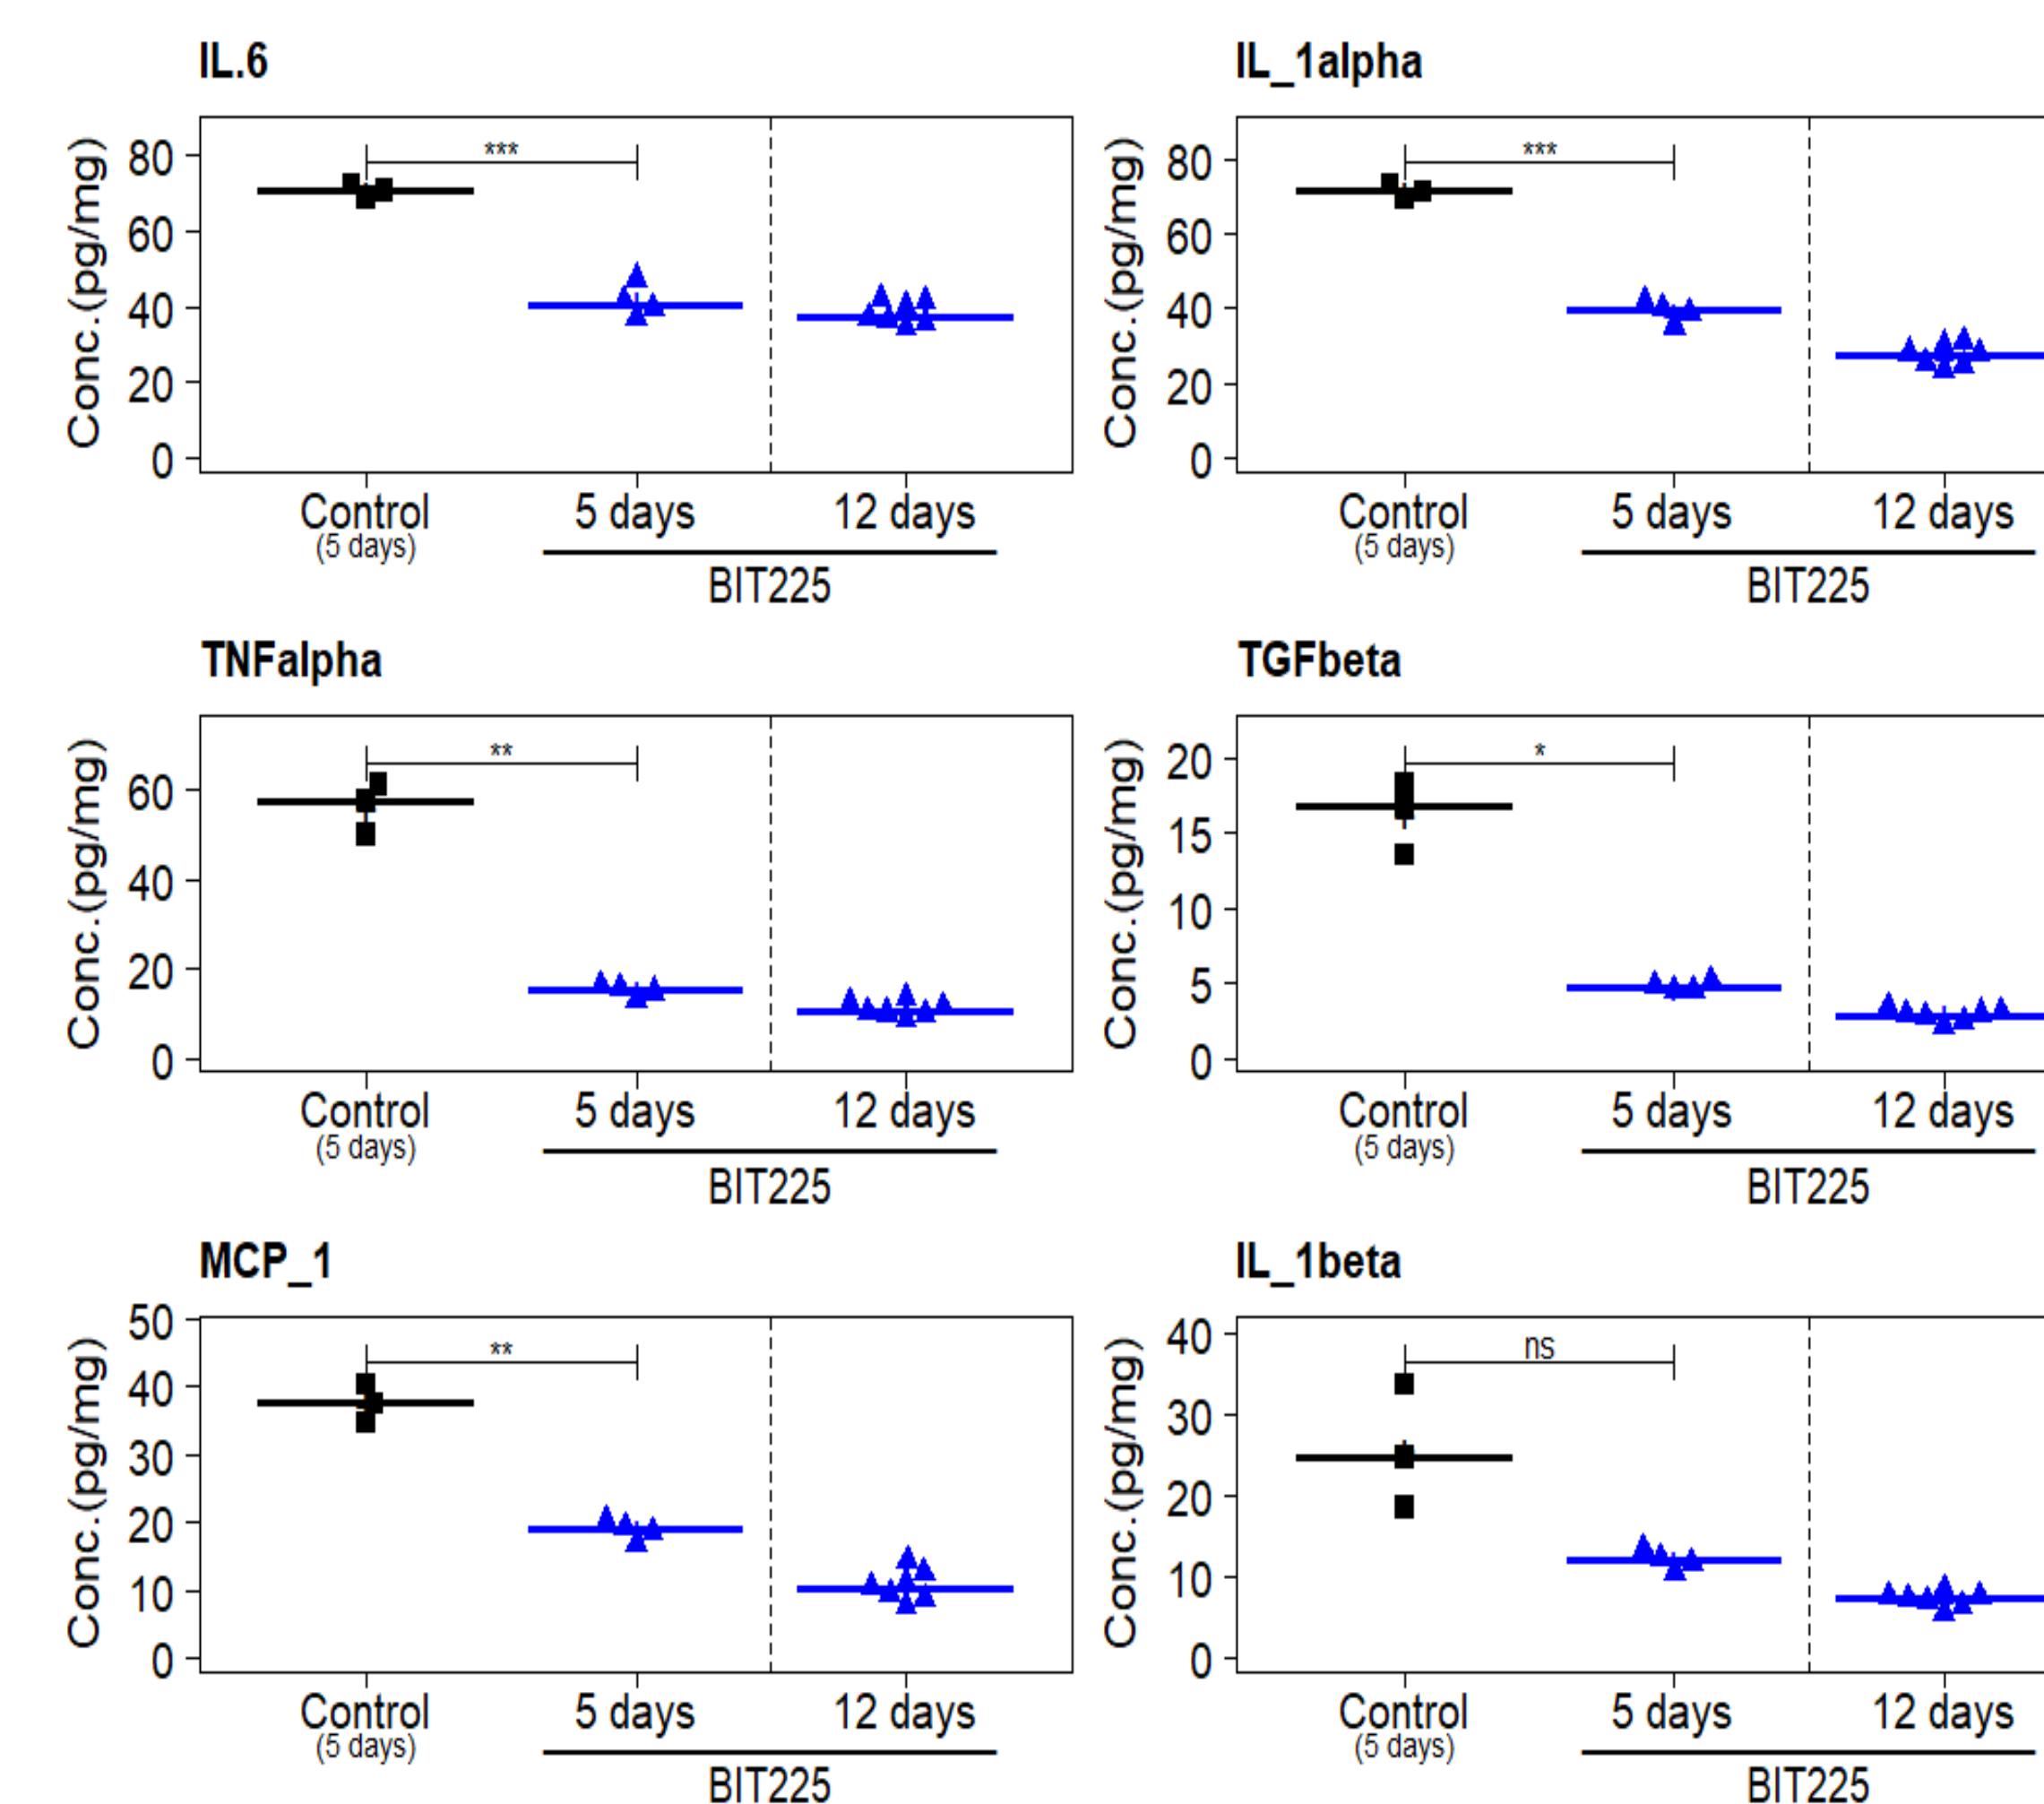 IL.6
Conc.(pg/mg)
80
60
40
20
0
***
Control
(5 days)
5 days
12 days
BIT225
IL_1alpha
Conc.(pg/mg)
80
60
40
20
0
***
Control
(5 days)
5 days
12 days
BIT225
TNFalpha
Conc.(pg/mg)
60
40
20
0
**
Control
(5 days)
5 days
12 days
BIT225
TGFbeta
Conc.(pg/mg)
20
15
10
5
0
*
Control
(5 days)
5 days
12 days
BIT225
MCP_1
Conc.(pg/mg)
50
40
30
20
10
0
**
Control
(5 days)
5 days
12 days
BIT225
IL_1beta
Conc.(pg/mg)
40
30
20
10
0
ns
Control
(5 days)
5 days
12 days
BIT225